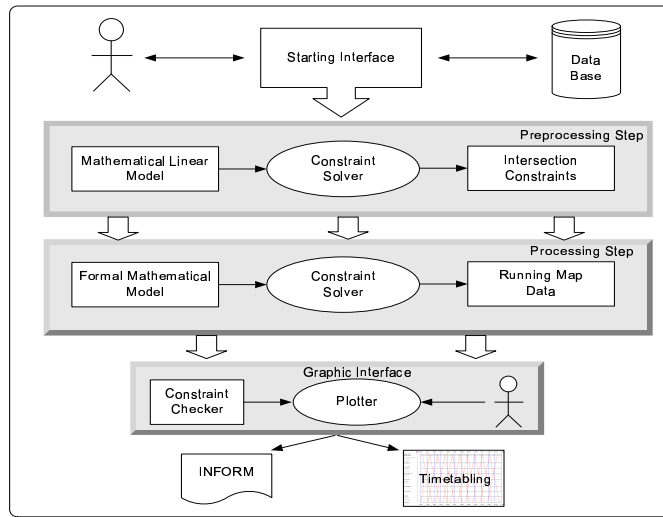 Starting Interface
Data
Base
Preprocessing Step
Mathematical Linear
Model
Constraint
Solver
Intersection
Constraints
Processing Step
Formal Mathematical
Model
Constraint
Solver
Running Map
Data
Graphic Interface
Constraint
Checker
Plotter
INFORM
Timetabling